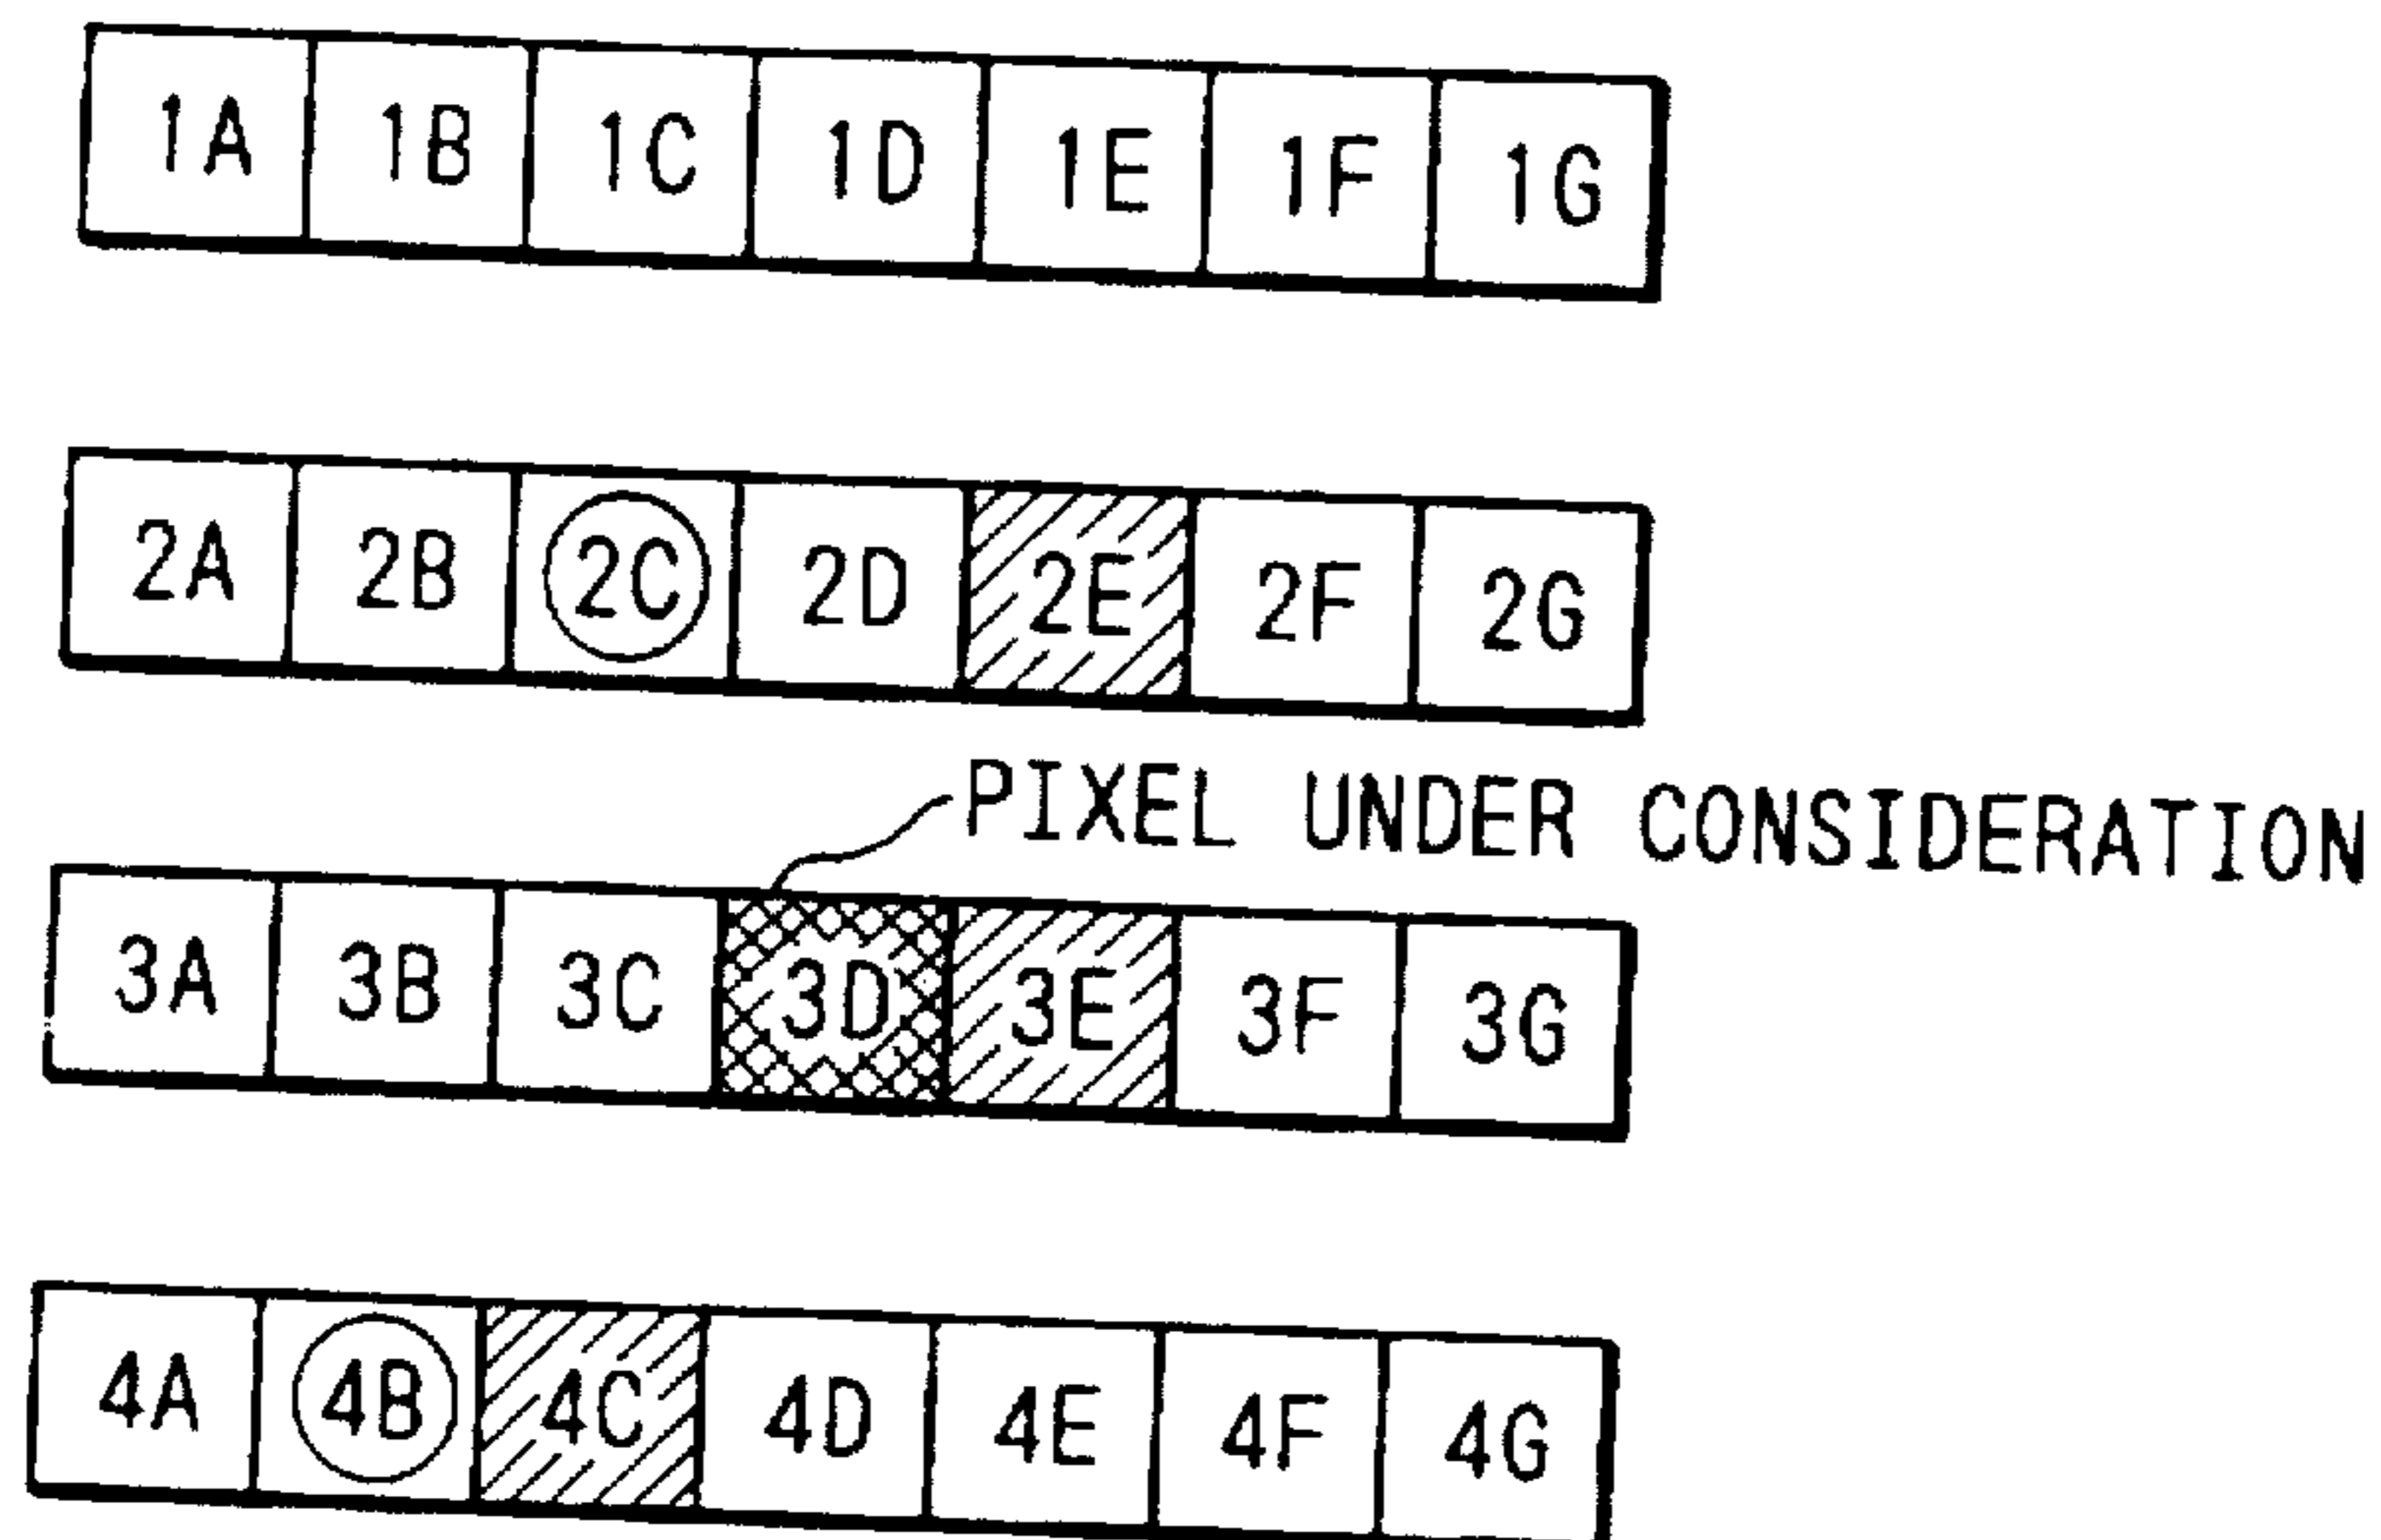 1A 1B 1C 1D 1E 1F 1G
2A 2B 2C 2D 2E 2F 2G
PIXEL UNDER CONSIDERATION
3A 3B 3C 3D 3E 3F 3G
4A 4B 4C 4D 4E 4F 4G